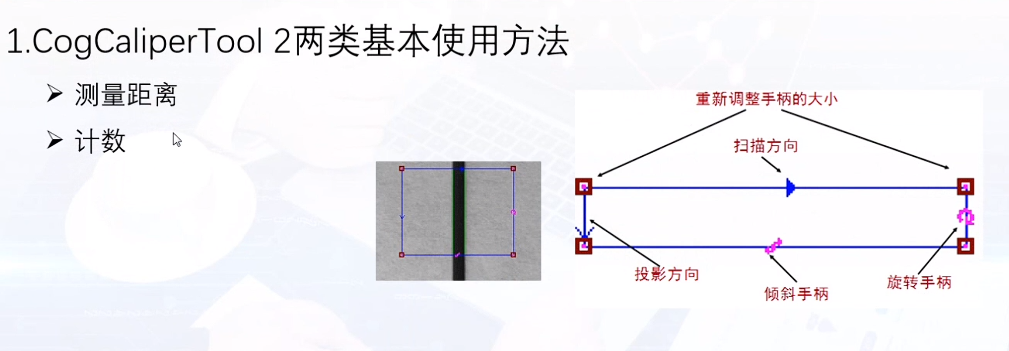 1.CogCaliperTool 2两类基本使用方法
➢ 测量距离
➢ 计数
重新调整手柄的大小
扫描方向
投影方向
倾斜手柄
旋转手柄